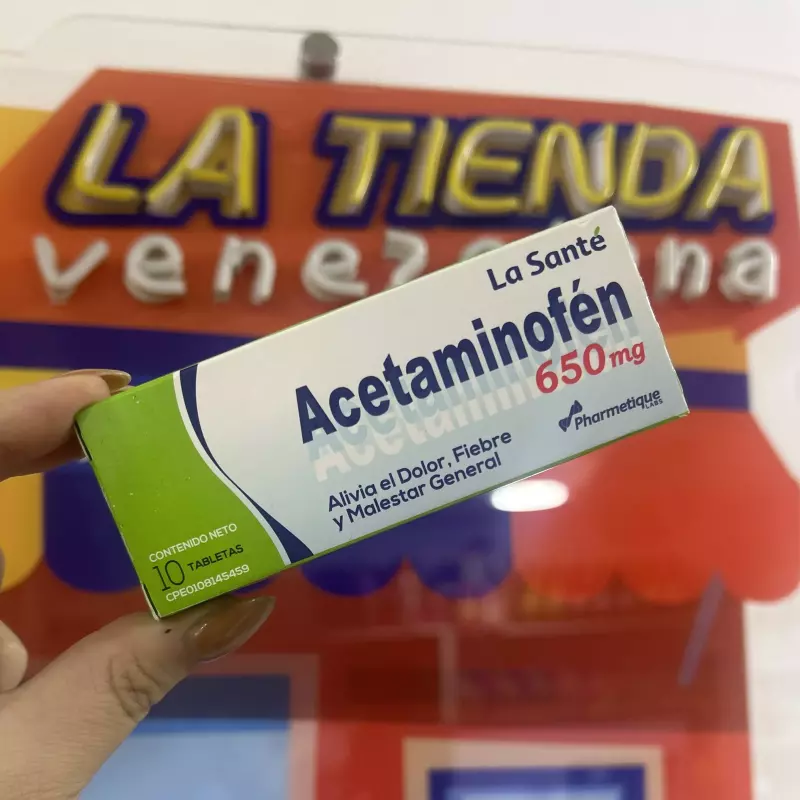 LA TIENDA
La Santé
Acetaminofén
650 mg
Pharmetique
LABS
Alivia el Dolor, Fiebre
y Malestar General
CONTENIDO NETO
10 TABLETAS
CPE0108145459